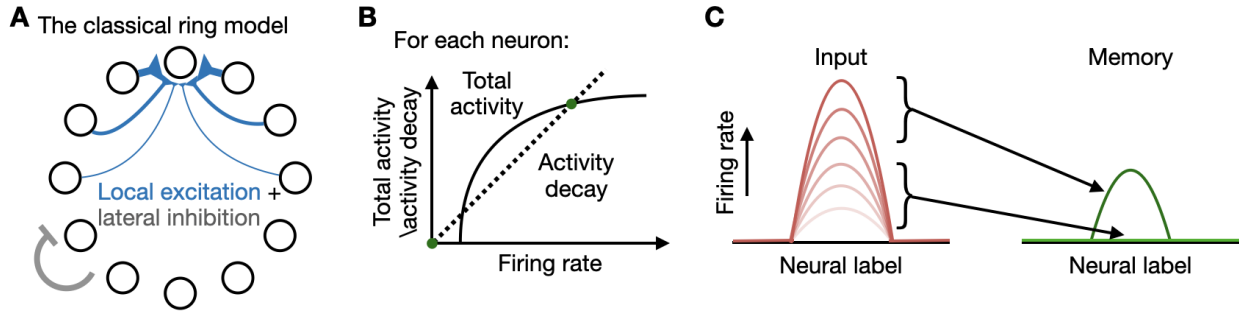 A
The classical ring model
Local excitation +
lateral inhibition
B
For each neuron:
Total activity
\activity decay
Total
activity
Activity
decay
Firing rate
C
Input
Memory
Firing rate
Neural label
Neural label